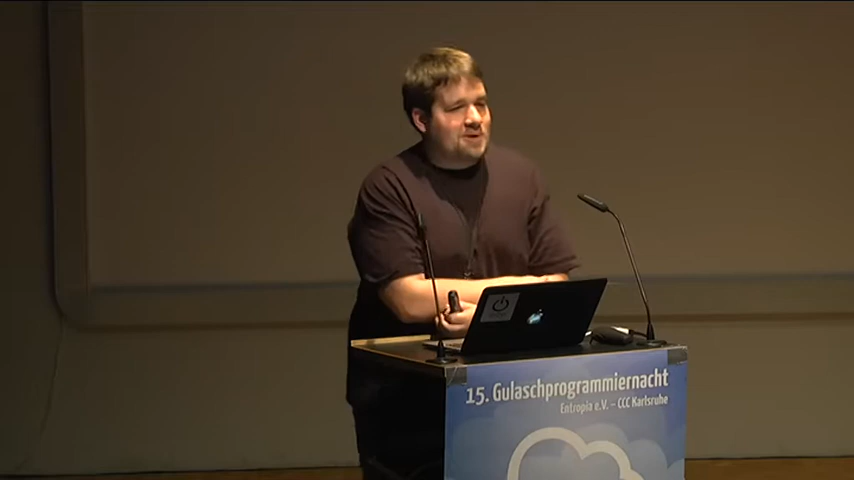 15. Gulaschprogrammiernacht
Entropia e.V. – CCC Karlsruhe